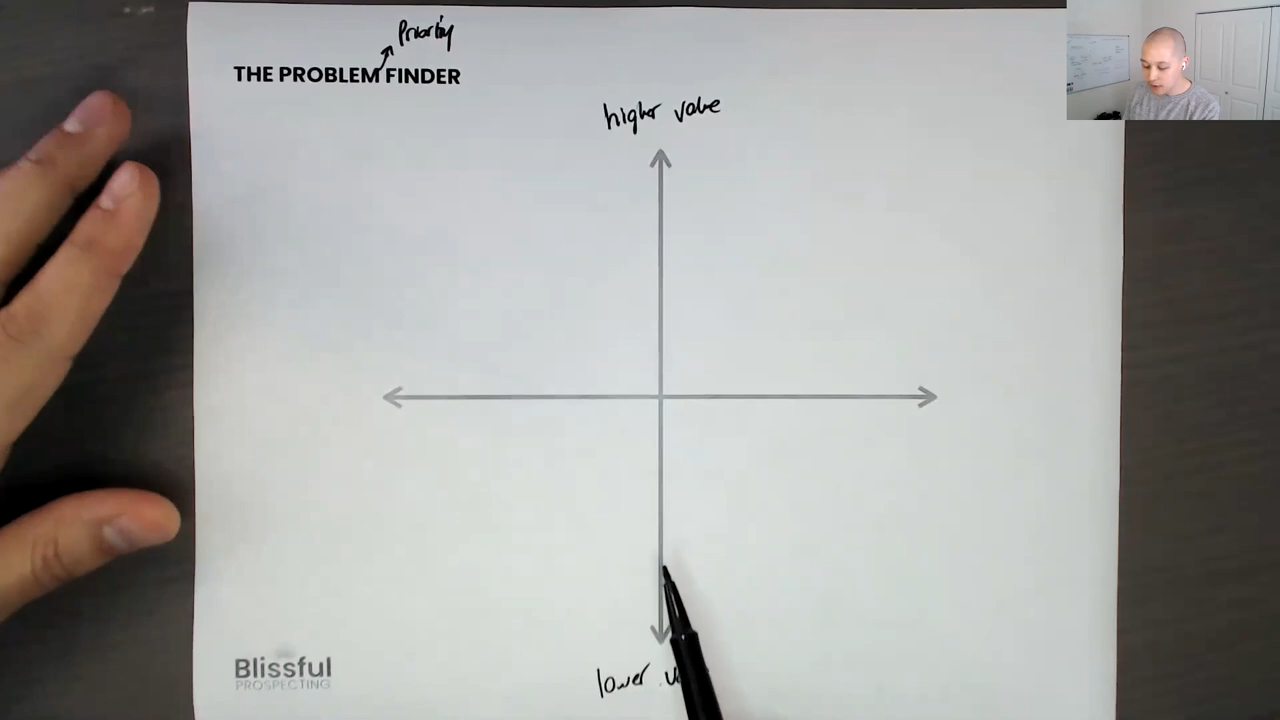 Priority
THE PROBLEM FINDER
higher value
lower
Blissful
PROSPECTING